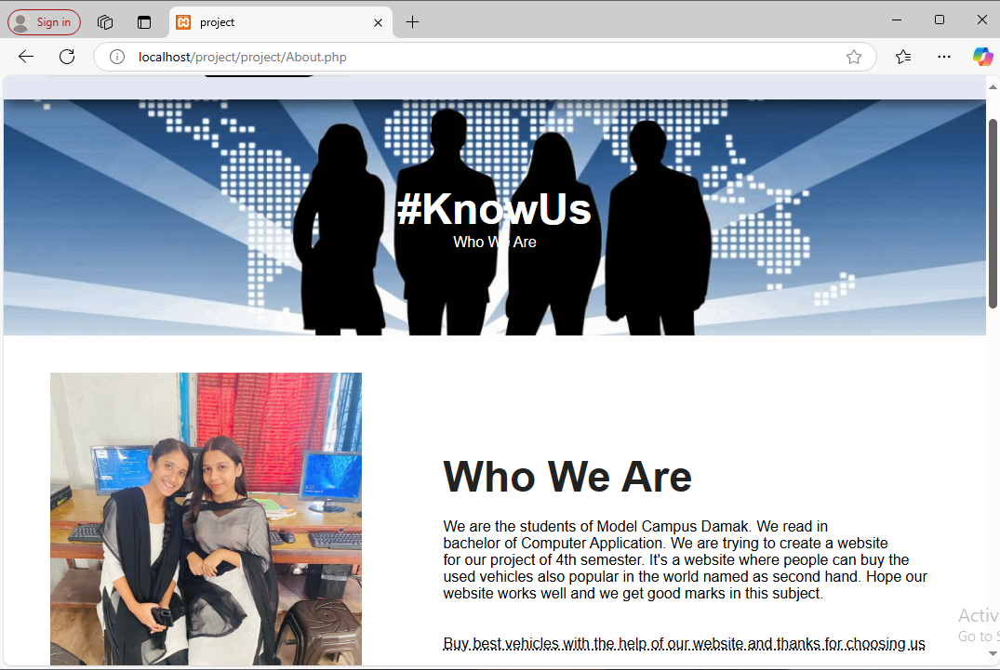 Sign in
project
localhost/project/project/About.php
#KnowUs
Who We Are
Who We Are
We are the students of Model Campus Damak. We read in
bachelor of Computer Application. We are trying to create a website
for our project of 4th semester. It's a website where people can buy the
used vehicles also popular in the world named as second hand. Hope our
website works well and we get good marks in this subject.
Buy best vehicles with the help of our website and thanks for choosing us
Activ
Go to S